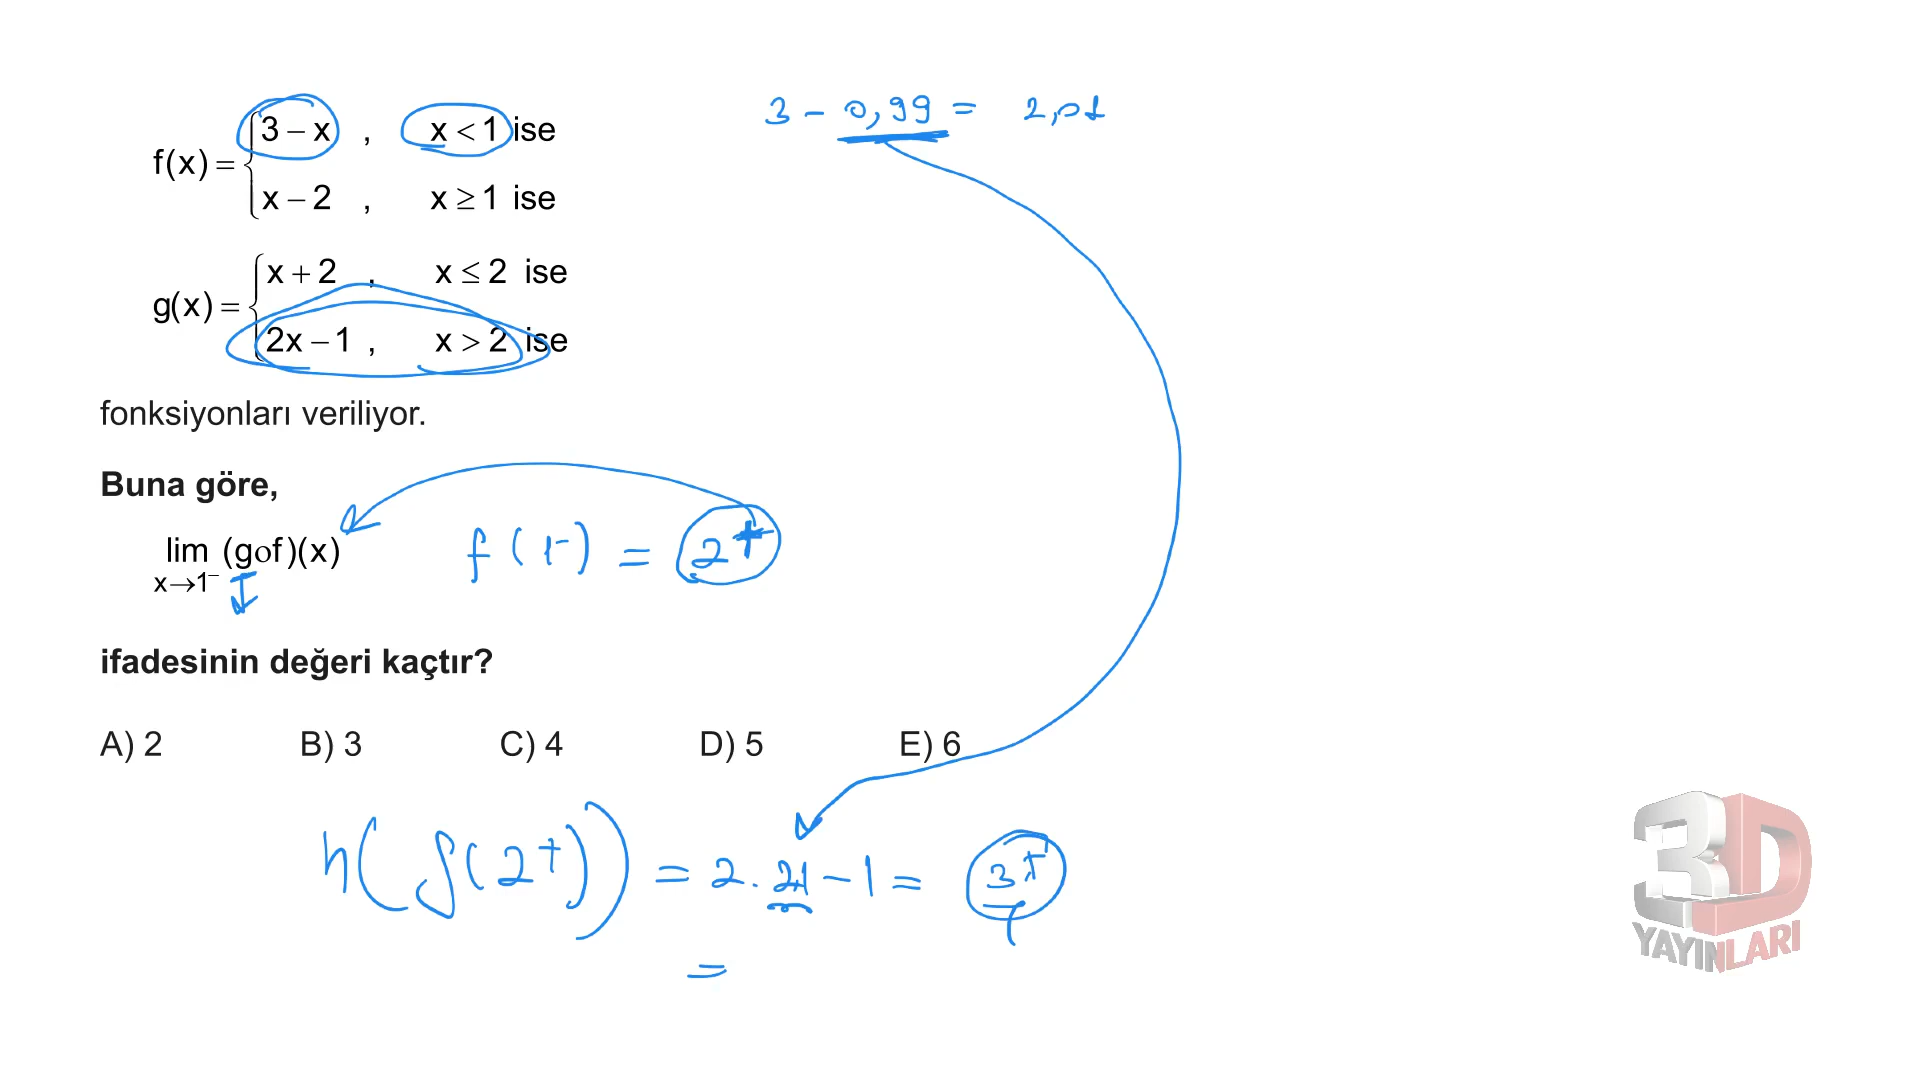 f(x) = { 3 − x , x < 1 ise
x − 2 , x ≥ 1 ise
3 - 0,99 = 2,01
g(x) = { x + 2 , x ≤ 2 ise
2x − 1 , x > 2 ise
fonksiyonları veriliyor.
Buna göre,
lim (gof)(x)
x→1⁻
f(1⁻) = 2⁺
ifadesinin değeri kaçtır?
A) 2 B) 3 C) 4 D) 5 E) 6
h(g(2⁺)) = 2. 2,1 - 1 = 3⁺
=
3D
YAYINLARI